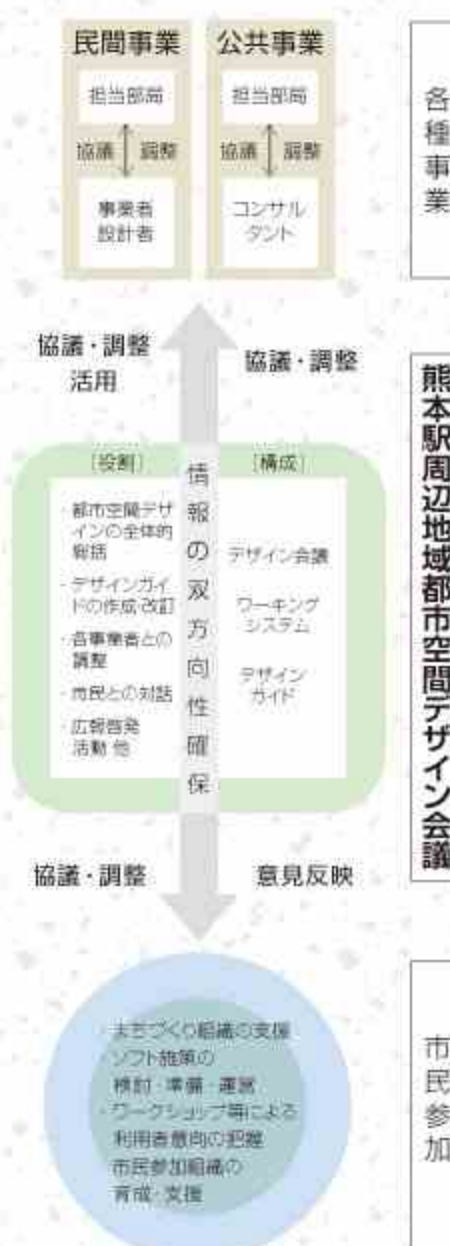 民間事業
担当部局
協議 調整
事業者
設計者
公共事業
担当部局
協議 調整
コンサル
タント
各種事業
協議・調整
活用
協議・調整
[役割]
・都市空間デザ
インの全体的
総括
・デザインガイ
ドの作成・改訂
・各事業者との
調整
・市民との対話
・広報啓発
活動 他
情報の双方向性確保
[構成]
デザイン会議
ワーキング
システム
デザイン
ガイド
熊本駅周辺地域都市空間デザイン会議
協議・調整
意見反映
・まちづくり組織の支援
・ソフト施策の
検討・準備・運営
・ワークショップ等による
利用者意向の把握
・市民参加組織の
育成・支援
市民参加